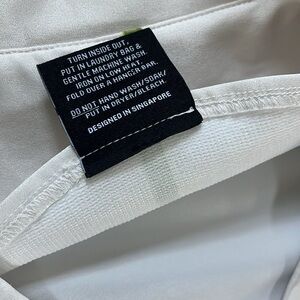 TURN INSIDE OUT,
PUT IN LAUNDRY BAG &
GENTLE MACHINE WASH.
IRON ON LOW HEAT &
FOLD OVER A HANGER BAR.
DO NOT HAND WASH/SOAK/
PUT IN DRYER/BLEACH.
DESIGNED IN SINGAPORE